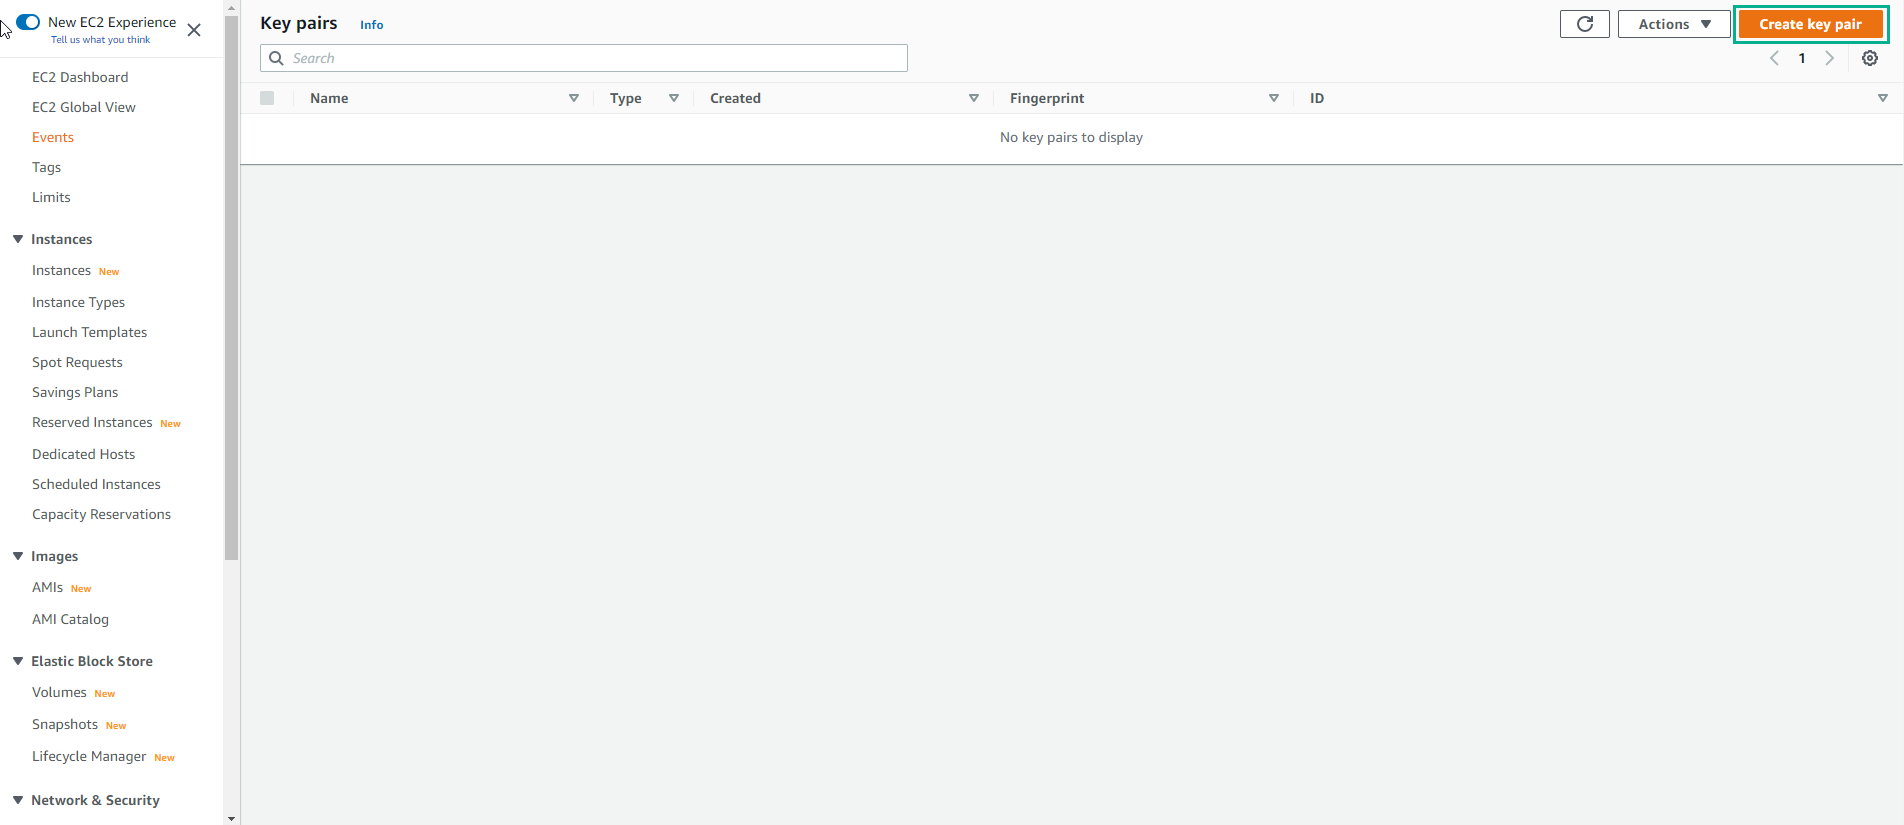 New EC2 Experience
Tell us what you think
EC2 Dashboard
EC2 Global View
Events
Tags
Limits
Instances
Instances New
Instance Types
Launch Templates
Spot Requests
Savings Plans
Reserved Instances New
Dedicated Hosts
Scheduled Instances
Capacity Reservations
Images
AMIs New
AMI Catalog
Elastic Block Store
Volumes New
Snapshots New
Lifecycle Manager New
Network & Security
Key pairs Info
Actions
Create key pair
Search
1
Name Type Created Fingerprint ID
No key pairs to display